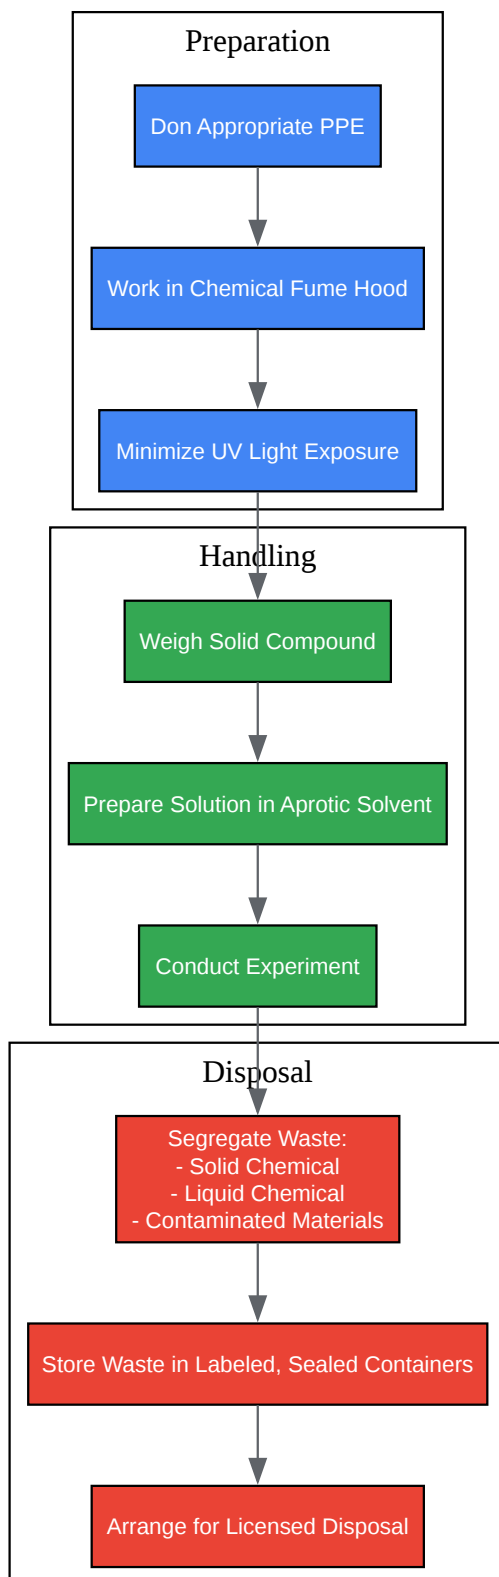 Preparation
Don Appropriate PPE
Work in Chemical Fume Hood
Minimize UV Light Exposure
Handling
Weigh Solid Compound
Prepare Solution in Aprotic Solvent
Conduct Experiment
Disposal
Segregate Waste:
- Solid Chemical
- Liquid Chemical
- Contaminated Materials
Store Waste in Labeled, Sealed Containers
Arrange for Licensed Disposal